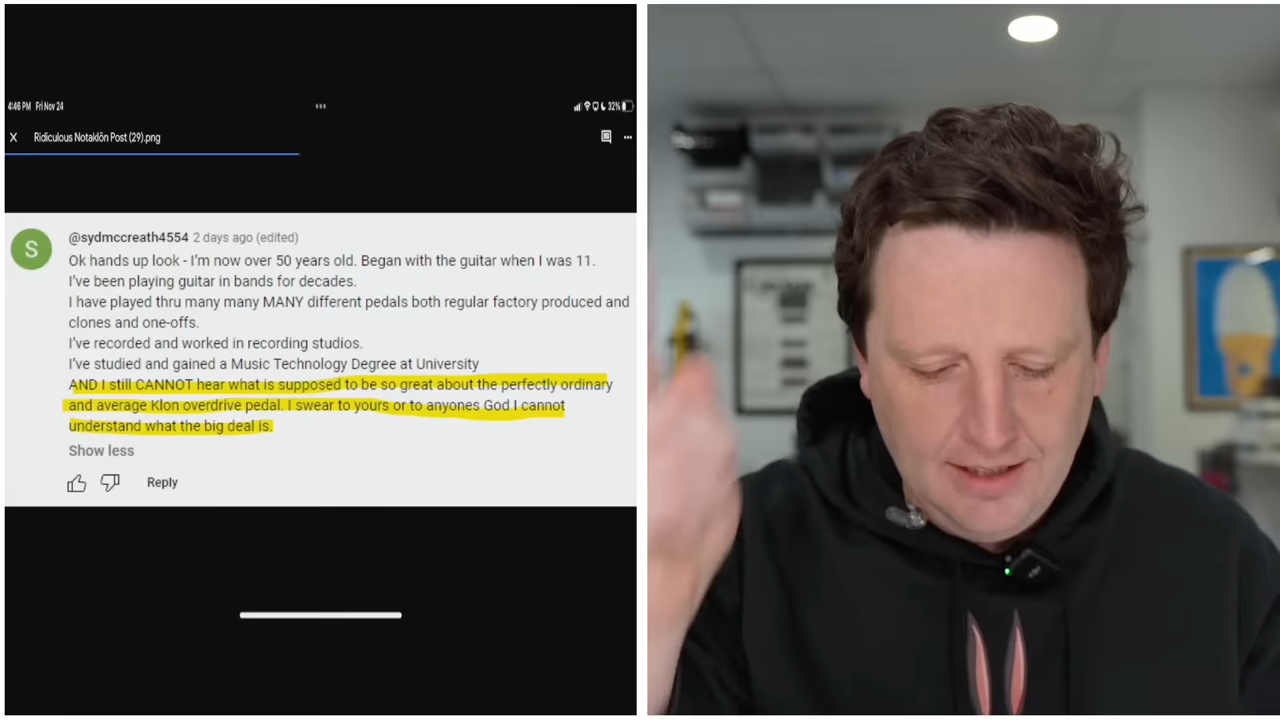 4:46 PM Fri Nov 24
32%
Ridiculous Notaklön Post (29).png
S
@sydmccreath4554 2 days ago (edited)
Ok hands up look - I'm now over 50 years old. Began with the guitar when I was 11.
I've been playing guitar in bands for decades.
I have played thru many many MANY different pedals both regular factory produced and
clones and one-offs.
I've recorded and worked in recording studios.
I've studied and gained a Music Technology Degree at University
AND I still CANNOT hear what is supposed to be so great about the perfectly ordinary
and average Klon overdrive pedal. I swear to yours or to anyones God I cannot
understand what the big deal is.
Show less
Reply